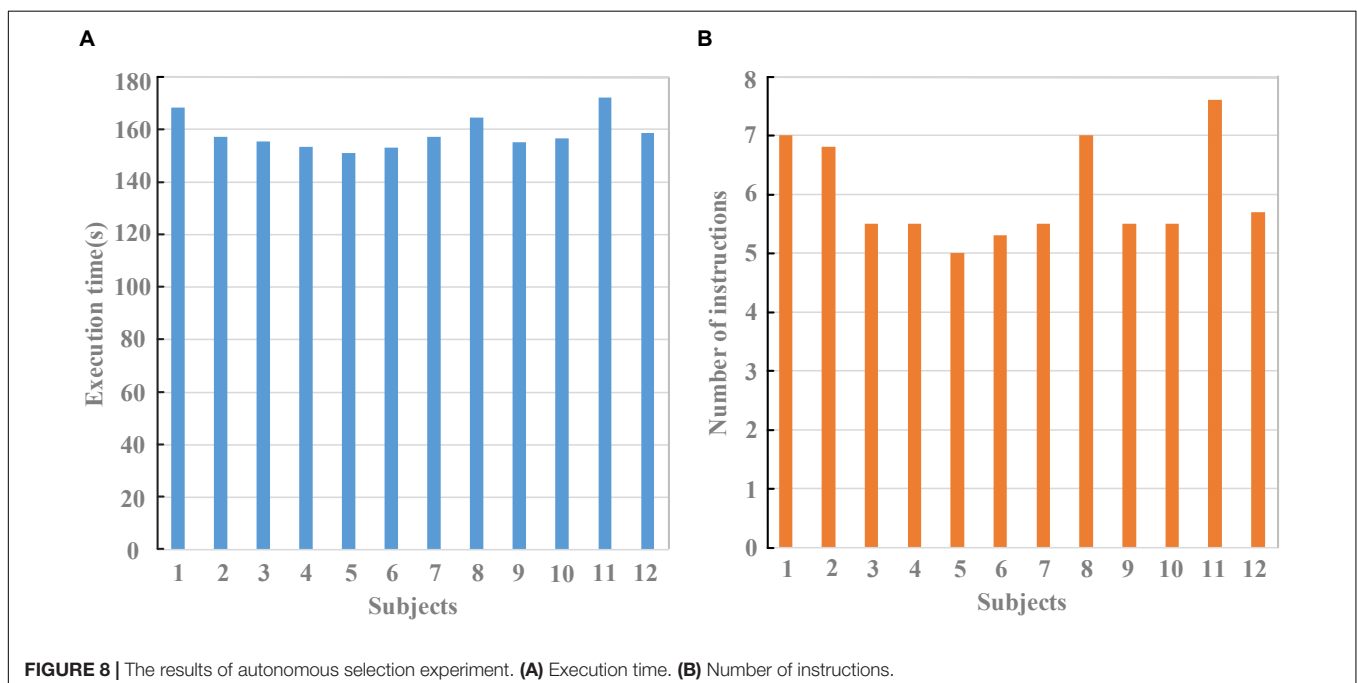 A
180
160
140
120
100
80
60
40
20
0
Execution time(s)
1 2 3 4 5 6 7 8 9 10 11 12
Subjects
B
8
7
6
5
4
3
2
1
0
Number of instructions
1 2 3 4 5 6 7 8 9 10 11 12
Subjects
FIGURE 8 | The results of autonomous selection experiment. (A) Execution time. (B) Number of instructions.